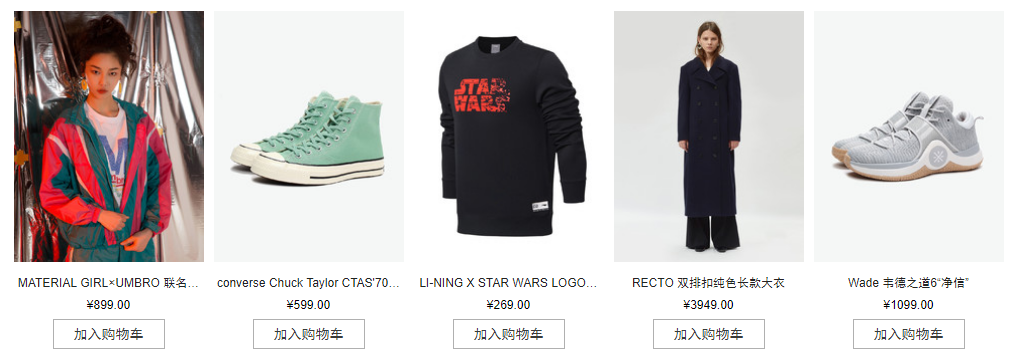 STAR
WARS
MATERIAL GIRL×UMBRO 联名...
¥899.00
加入购物车
converse Chuck Taylor CTAS'70...
¥599.00
加入购物车
LI-NING X STAR WARS LOGO...
¥269.00
加入购物车
RECTO 双排扣纯色长款大衣
¥3949.00
加入购物车
Wade 韦德之道6“净信”
¥1099.00
加入购物车